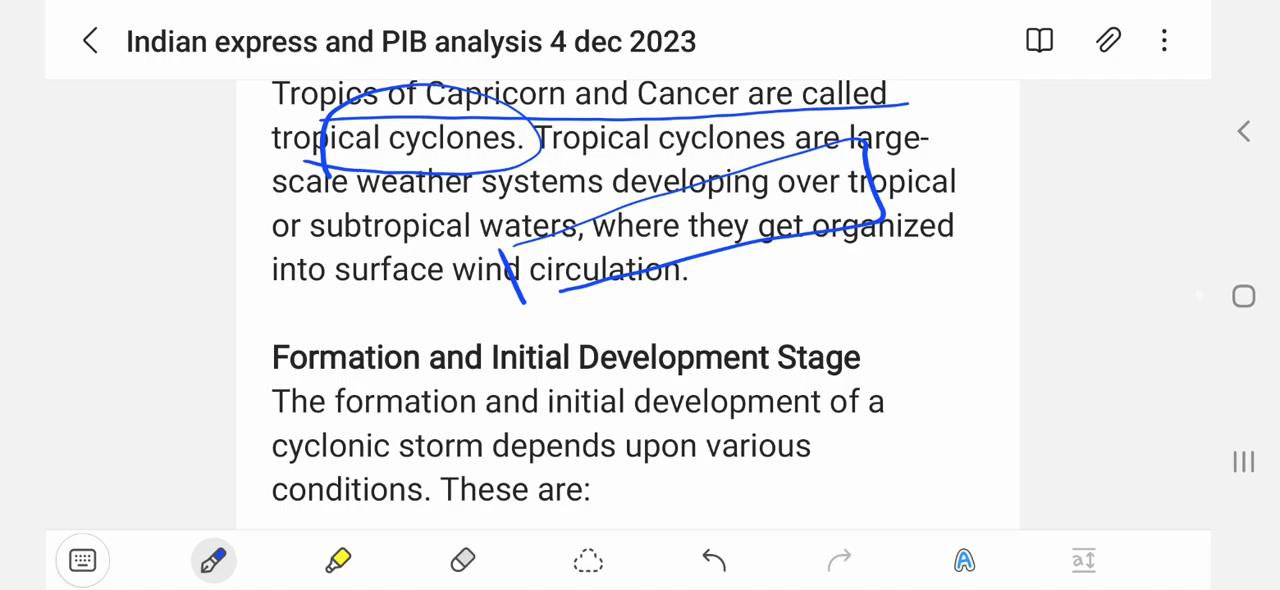 Indian express and PIB analysis 4 dec 2023
Tropics of Capricorn and Cancer are called
tropical cyclones. Tropical cyclones are large-
scale weather systems developing over tropical
or subtropical waters, where they get organized
into surface wind circulation.
Formation and Initial Development Stage
The formation and initial development of a
cyclonic storm depends upon various
conditions. These are: